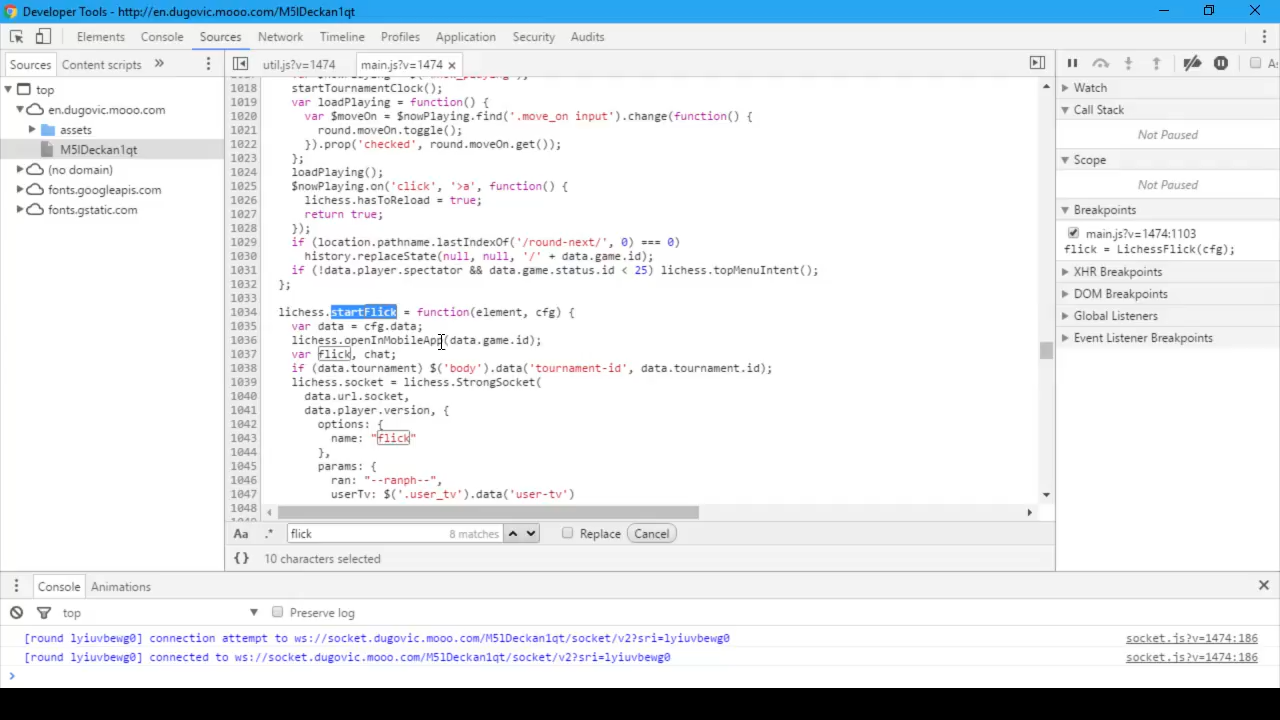 Developer Tools - http://en.dugovic.mooo.com/M5IDeckan1qt
Elements Console Sources Network Timeline Profiles Application Security Audits
Sources Content scripts »
util.js?v=1474 main.js?v=1474 ×
top
en.dugovic.mooo.com
assets
M5IDeckan1qt
(no domain)
fonts.googleapis.com
fonts.gstatic.com
1018 startTournamentClock();
1019 var loadPlaying = function() {
1020 var $moveOn = $nowPlaying.find('.move_on input').change(function() {
1021 round.moveOn.toggle();
1022 }).prop('checked', round.moveOn.get());
1023 };
1024 loadPlaying();
1025 $nowPlaying.on('click', '>a', function() {
1026 lichess.hasToReload = true;
1027 return true;
1028 });
1029 if (location.pathname.lastIndexOf('/round-next/', 0) === 0)
1030 history.replaceState(null, null, '/' + data.game.id);
1031 if (!data.player.spectator && data.game.status.id < 25) lichess.topMenuIntent();
1032 };
1033
1034 lichess.startFlick = function(element, cfg) {
1035 var data = cfg.data;
1036 lichess.openInMobileApp(data.game.id);
1037 var flick, chat;
1038 if (data.tournament) $('body').data('tournament-id', data.tournament.id);
1039 lichess.socket = lichess.StrongSocket(
1040 data.url.socket,
1041 data.player.version, {
1042 options: {
1043 name: "flick"
1044 },
1045 params: {
1046 ran: "--ranph--",
1047 userTv: $('.user_tv').data('user-tv')
1048
Aa .* flick 8 matches Replace Cancel
{} 10 characters selected
Watch
Call Stack
Not Paused
Scope
Not Paused
Breakpoints
main.js?v=1474:1103
flick = LichessFlick(cfg);
XHR Breakpoints
DOM Breakpoints
Global Listeners
Event Listener Breakpoints
Console Animations
top Preserve log
[round lyiuvbewg0] connection attempt to ws://socket.dugovic.mooo.com/M5lDeckan1qt/socket/v2?sri=lyiuvbewg0 socket.js?v=1474:186
[round lyiuvbewg0] connected to ws://socket.dugovic.mooo.com/M5lDeckan1qt/socket/v2?sri=lyiuvbewg0 socket.js?v=1474:186
>